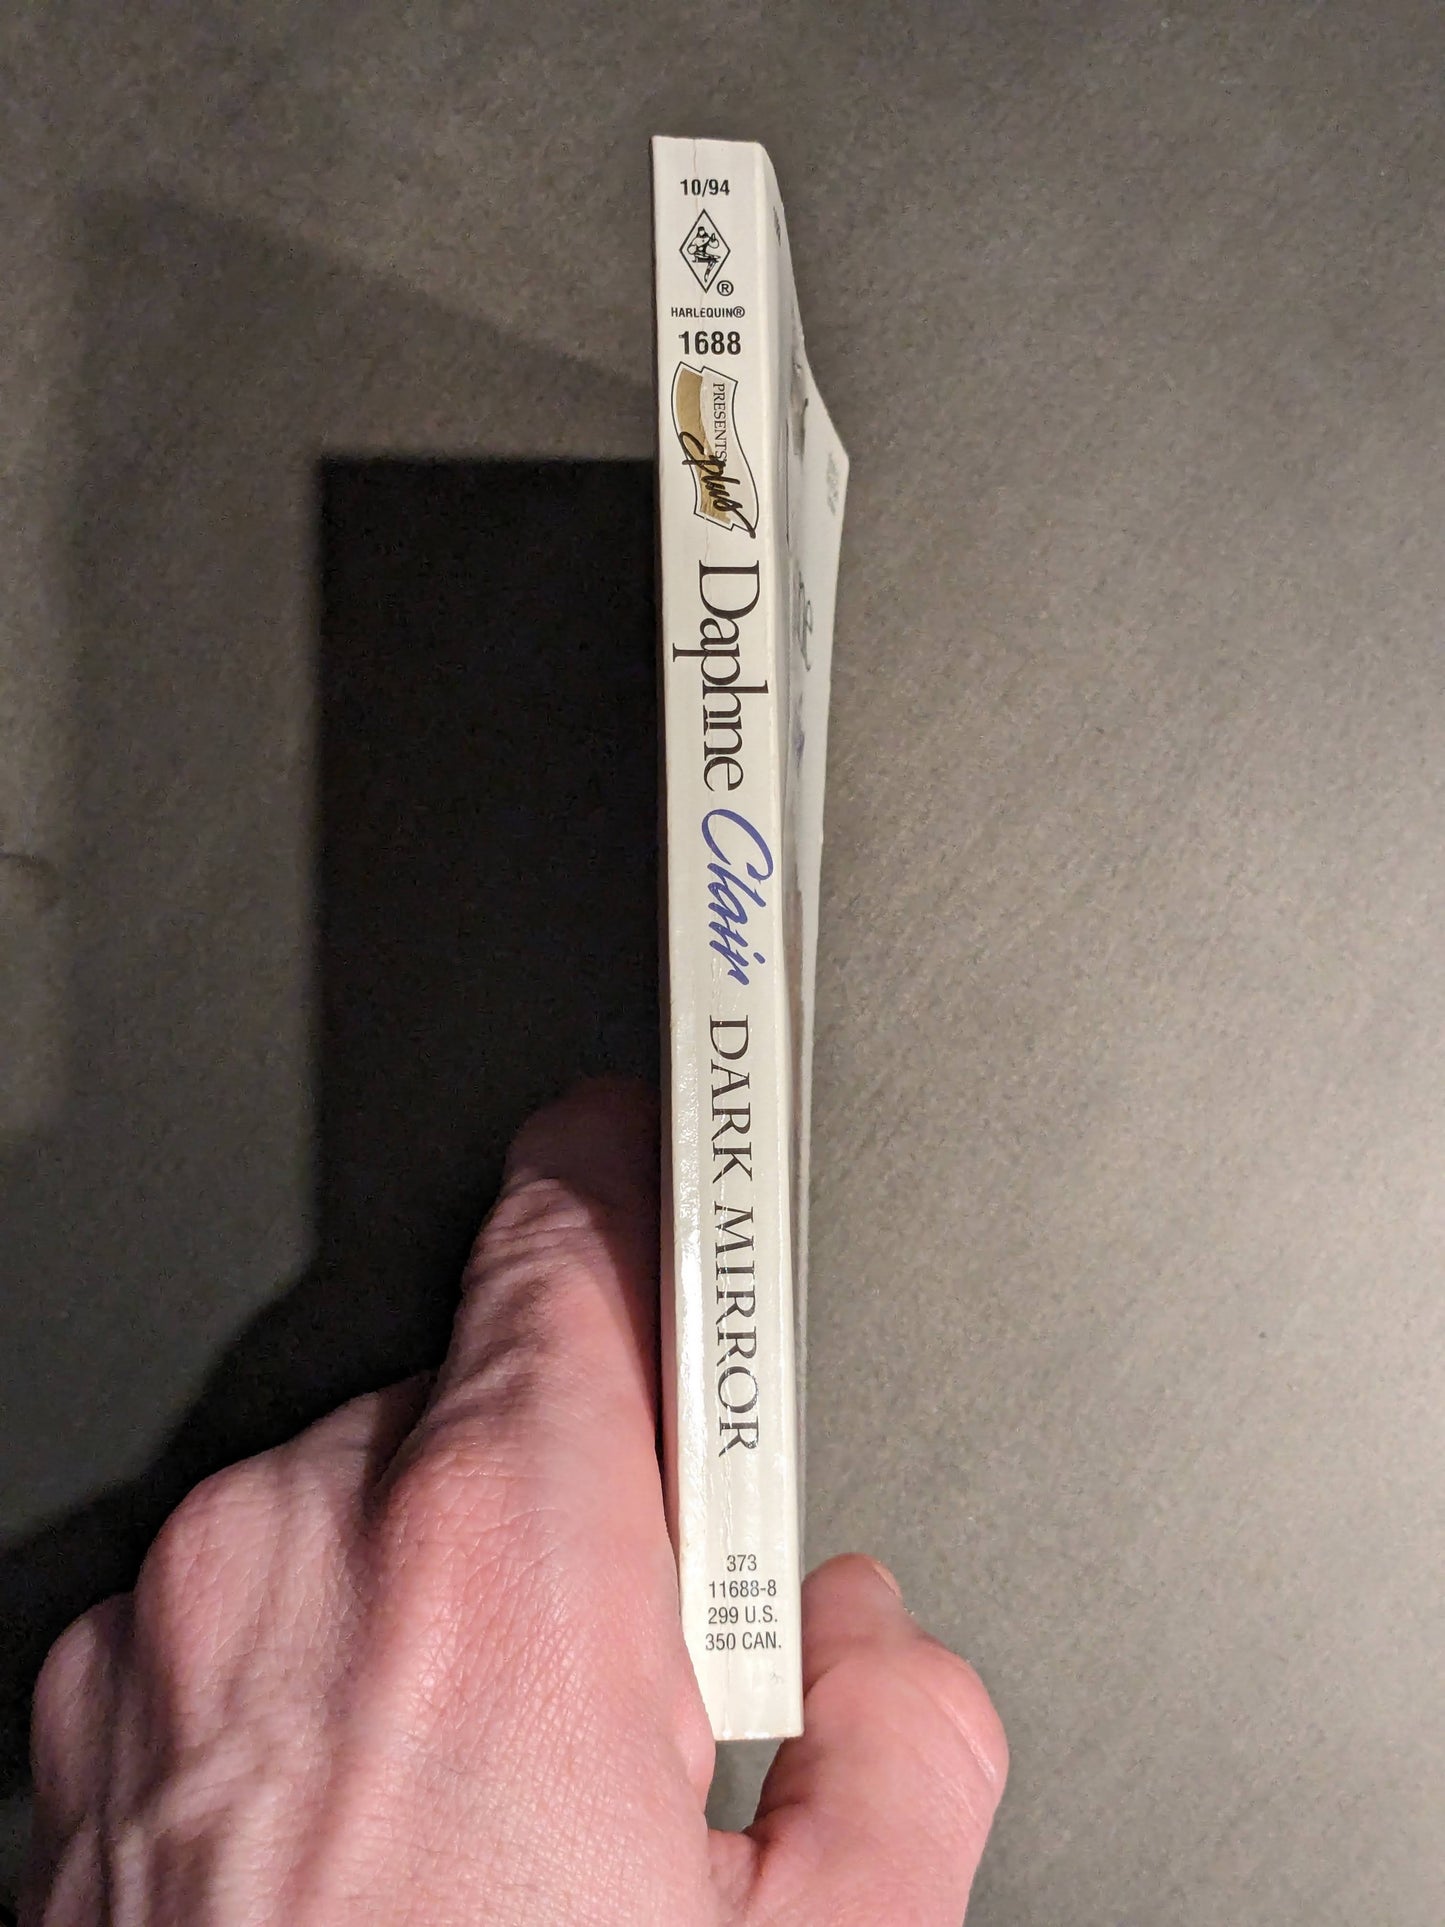 10/94
®
HARLEQUIN®
1688
PRESENTS
plus
Daphne Clair DARK MIRROR
373
11688-8
299 U.S.
350 CAN.